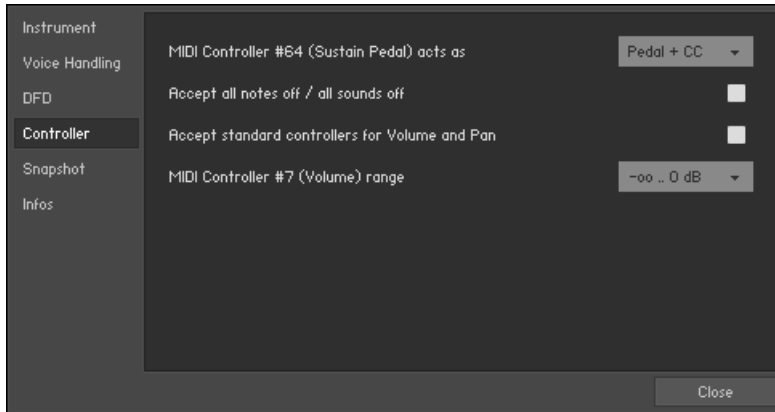 Instrument
Voice Handling
DFD
Controller
Snapshot
Infos
MIDI Controller #64 (Sustain Pedal) acts as
Pedal + CC
Accept all notes off / all sounds off
Accept standard controllers for Volume and Pan
MIDI Controller #7 (Volume) range
-oo .. 0 dB
Close